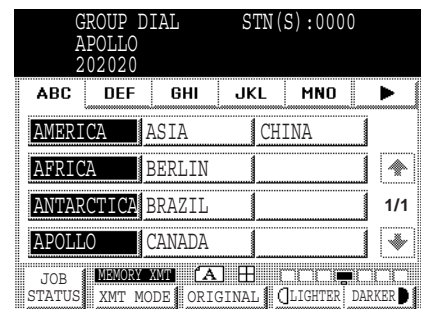 GROUP DIAL STN(S):0000
APOLLO
202020
ABC DEF GHI JKL MNO
AMERICA ASIA CHINA
AFRICA BERLIN
ANTARCTICA BRAZIL
1/1
APOLLO CANADA
JOB STATUS
MEMORY XMT A
XMT MODE ORIGINAL LIGHTER DARKER